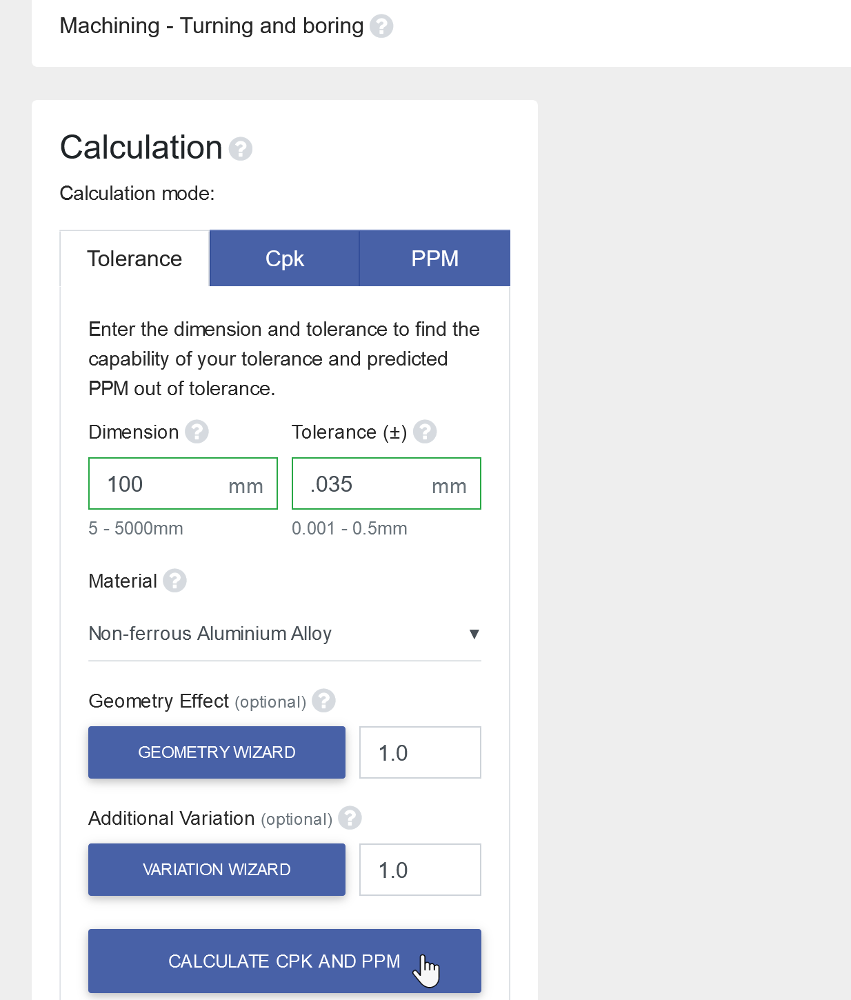 Machining - Turning and boring ?
Calculation ?
Calculation mode:
Tolerance Cpk PPM
Enter the dimension and tolerance to find the
capability of your tolerance and predicted
PPM out of tolerance.
Dimension ? Tolerance (±) ?
100 mm .035 mm
5 - 5000mm 0.001 - 0.5mm
Material ?
Non-ferrous Aluminium Alloy ▼
Geometry Effect (optional) ?
GEOMETRY WIZARD 1.0
Additional Variation (optional) ?
VARIATION WIZARD 1.0
CALCULATE CPK AND PPM